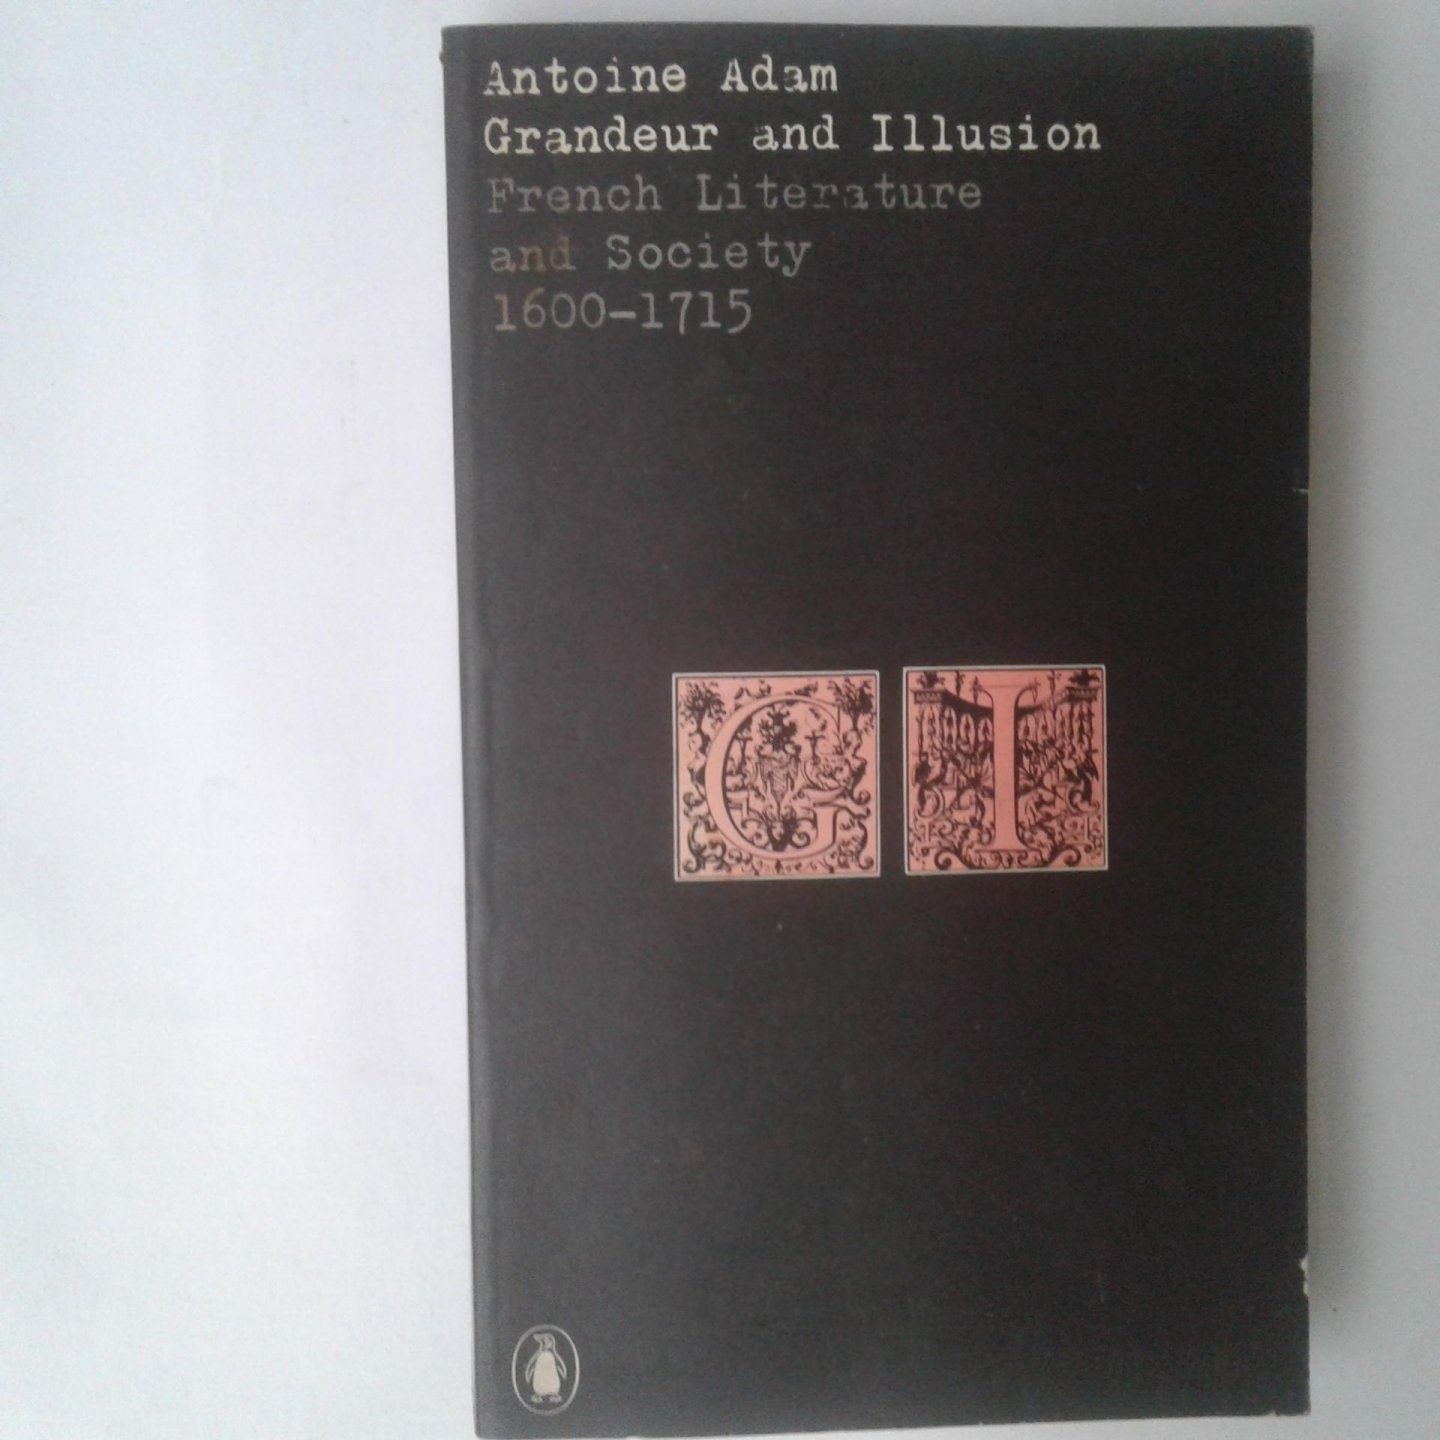 Antoine Adam
Grandeur and Illusion
French Literature
and Society
1600–1715
G I